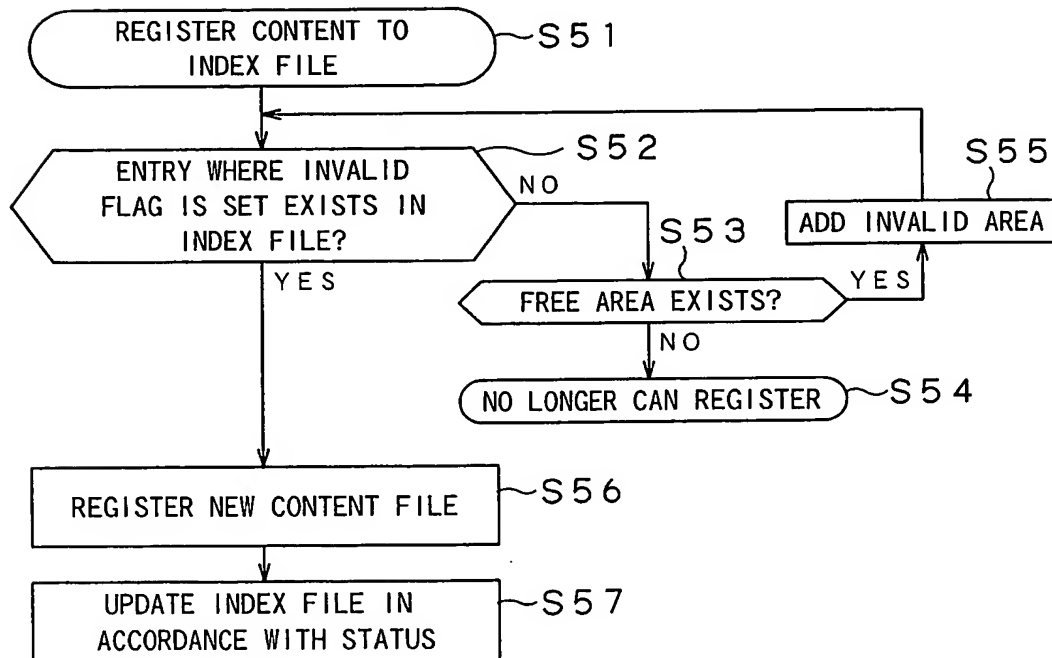 REGISTER CONTENT TO
INDEX FILE
S51
ENTRY WHERE INVALID
FLAG IS SET EXISTS IN
INDEX FILE?
S52
NO
YES
S53
FREE AREA EXISTS?
YES
NO
S55
ADD INVALID AREA
NO LONGER CAN REGISTER
S54
REGISTER NEW CONTENT FILE
S56
UPDATE INDEX FILE IN
ACCORDANCE WITH STATUS
S57